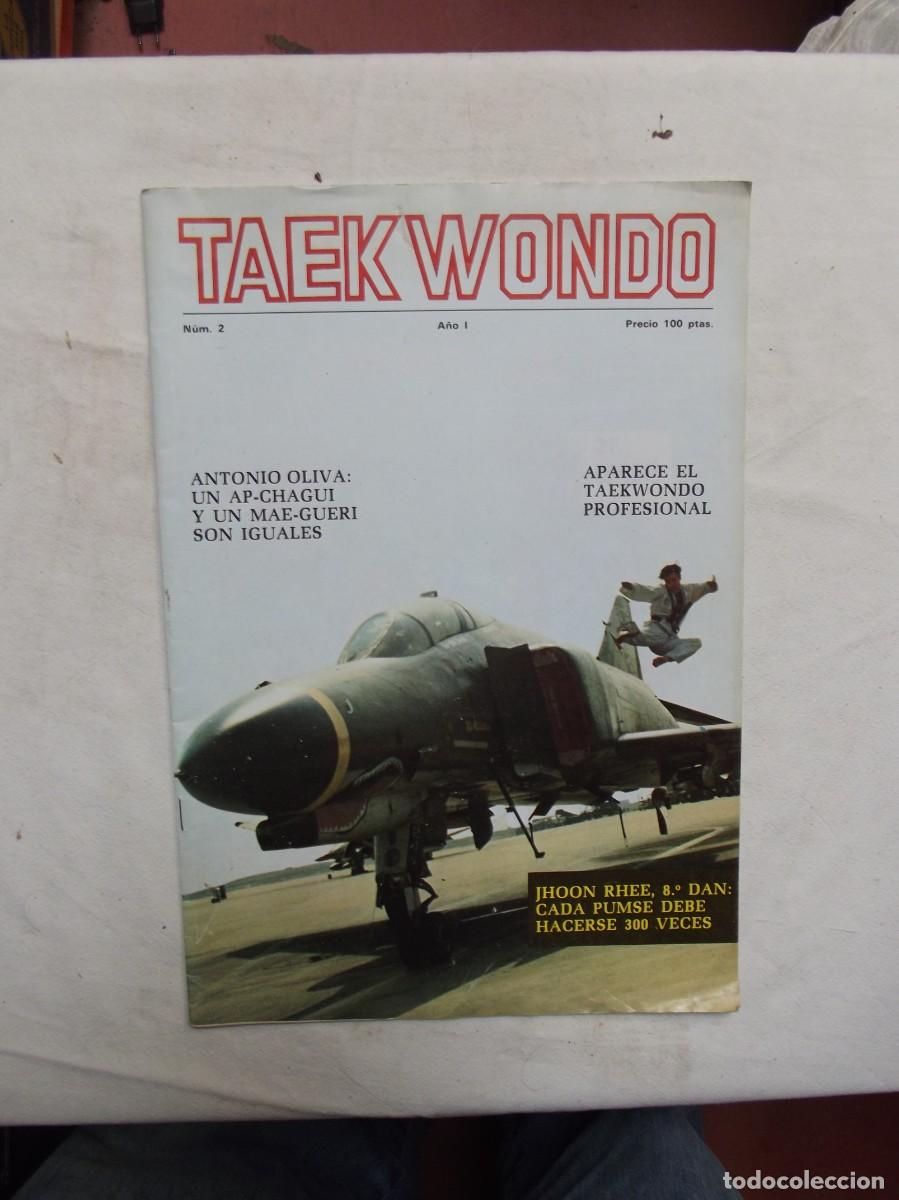 TAEKWONDO
Núm. 2 Año I Precio 100 ptas.
ANTONIO OLIVA:
UN AP-CHAGUI
Y UN MAE-GUERI
SON IGUALES
APARECE EL
TAEKWONDO
PROFESIONAL
JHOON RHEE, 8.º DAN:
CADA PUMSE DEBE
HACERSE 300 VECES
todocoleccion